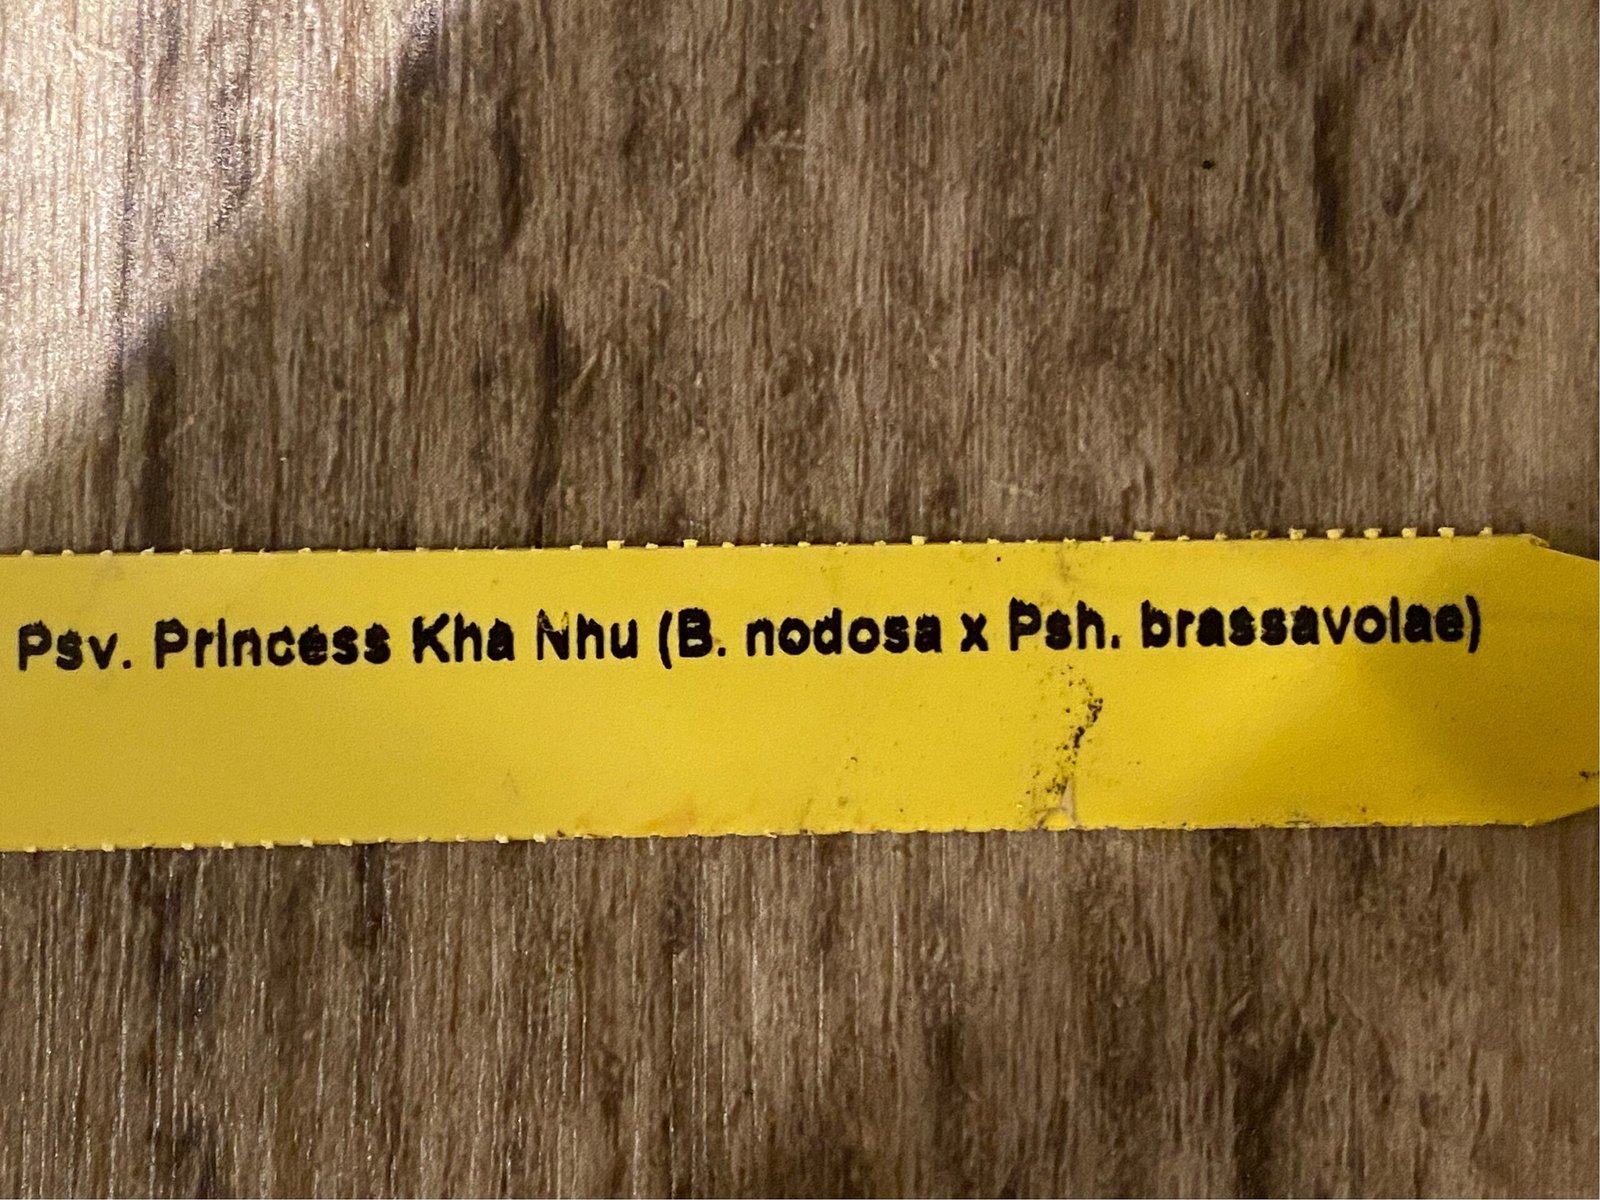 Psv. Princess Kha Nhu (B. nodosa x Psh. brassavolae)